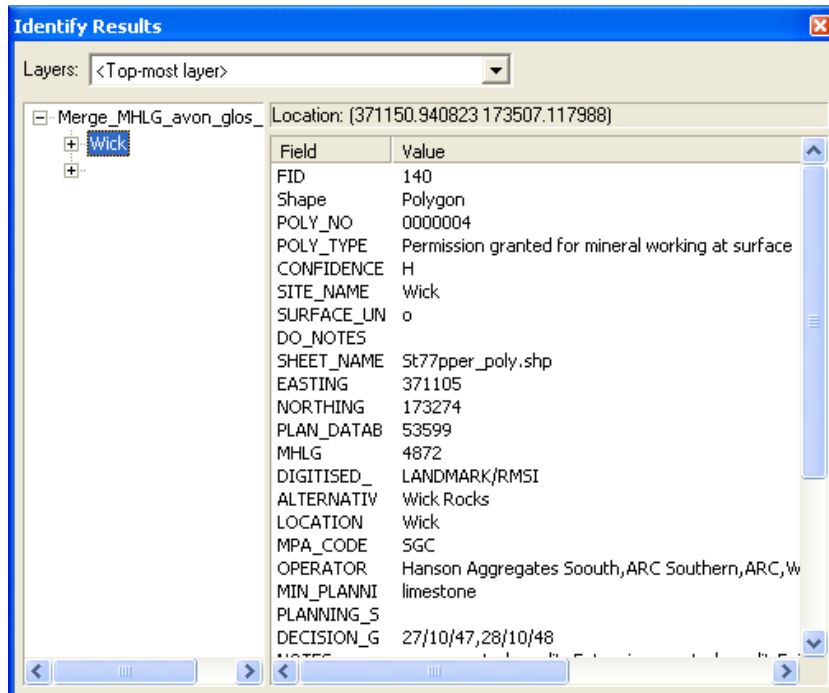 Identify Results
Layers: <Top-most layer>
Merge_MHLG_avon_glos_
Wick
Location: (371150.940823 173507.117988)
Field Value
FID 140
Shape Polygon
POLY_NO 0000004
POLY_TYPE Permission granted for mineral working at surface
CONFIDENCE H
SITE_NAME Wick
SURFACE_UN o
DO_NOTES
SHEET_NAME St77pper_poly.shp
EASTING 371105
NORTHING 173274
PLAN_DATAB 53599
MHLG 4872
DIGITISED_ LANDMARK/RMSI
ALTERNATIV Wick Rocks
LOCATION Wick
MPA_CODE SGC
OPERATOR Hanson Aggregates Soouth,ARC Southern,ARC,W
MIN_PLANNI limestone
PLANNING_S
DECISION_G 27/10/47,28/10/48